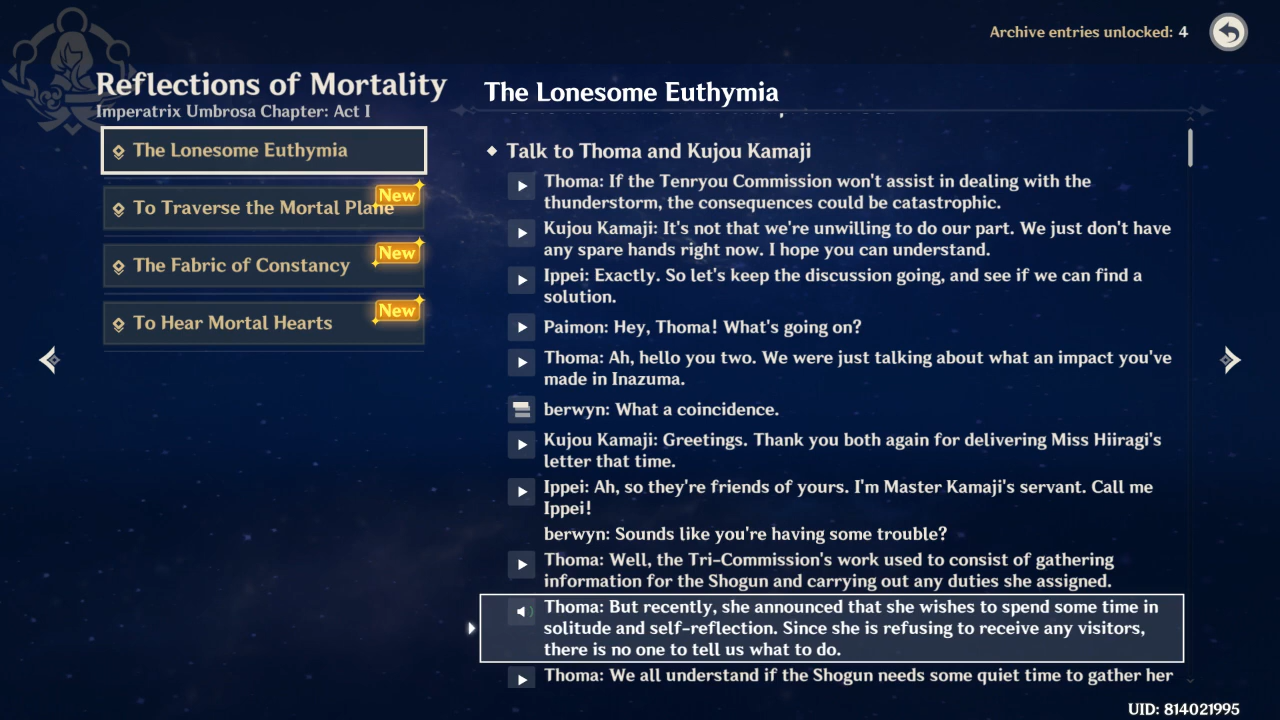 Archive entries unlocked: 4
Reflections of Mortality
Imperatrix Umbrosa Chapter: Act I
The Lonesome Euthymia
New
To Traverse the Mortal Plane
New
The Fabric of Constancy
New
To Hear Mortal Hearts
The Lonesome Euthymia
Talk to Thoma and Kujou Kamaji
Thoma: If the Tenryou Commission won't assist in dealing with the
thunderstorm, the consequences could be catastrophic.
Kujou Kamaji: It's not that we're unwilling to do our part. We just don't have
any spare hands right now. I hope you can understand.
Ippei: Exactly. So let's keep the discussion going, and see if we can find a
solution.
Paimon: Hey, Thoma! What's going on?
Thoma: Ah, hello you two. We were just talking about what an impact you've
made in Inazuma.
berwyn: What a coincidence.
Kujou Kamaji: Greetings. Thank you both again for delivering Miss Hiiragi's
letter that time.
Ippei: Ah, so they're friends of yours. I'm Master Kamaji's servant. Call me
Ippei!
berwyn: Sounds like you're having some trouble?
Thoma: Well, the Tri-Commission's work used to consist of gathering
information for the Shogun and carrying out any duties she assigned.
Thoma: But recently, she announced that she wishes to spend some time in
solitude and self-reflection. Since she is refusing to receive any visitors,
there is no one to tell us what to do.
Thoma: We all understand if the Shogun needs some quiet time to gather her
UID: 814021995